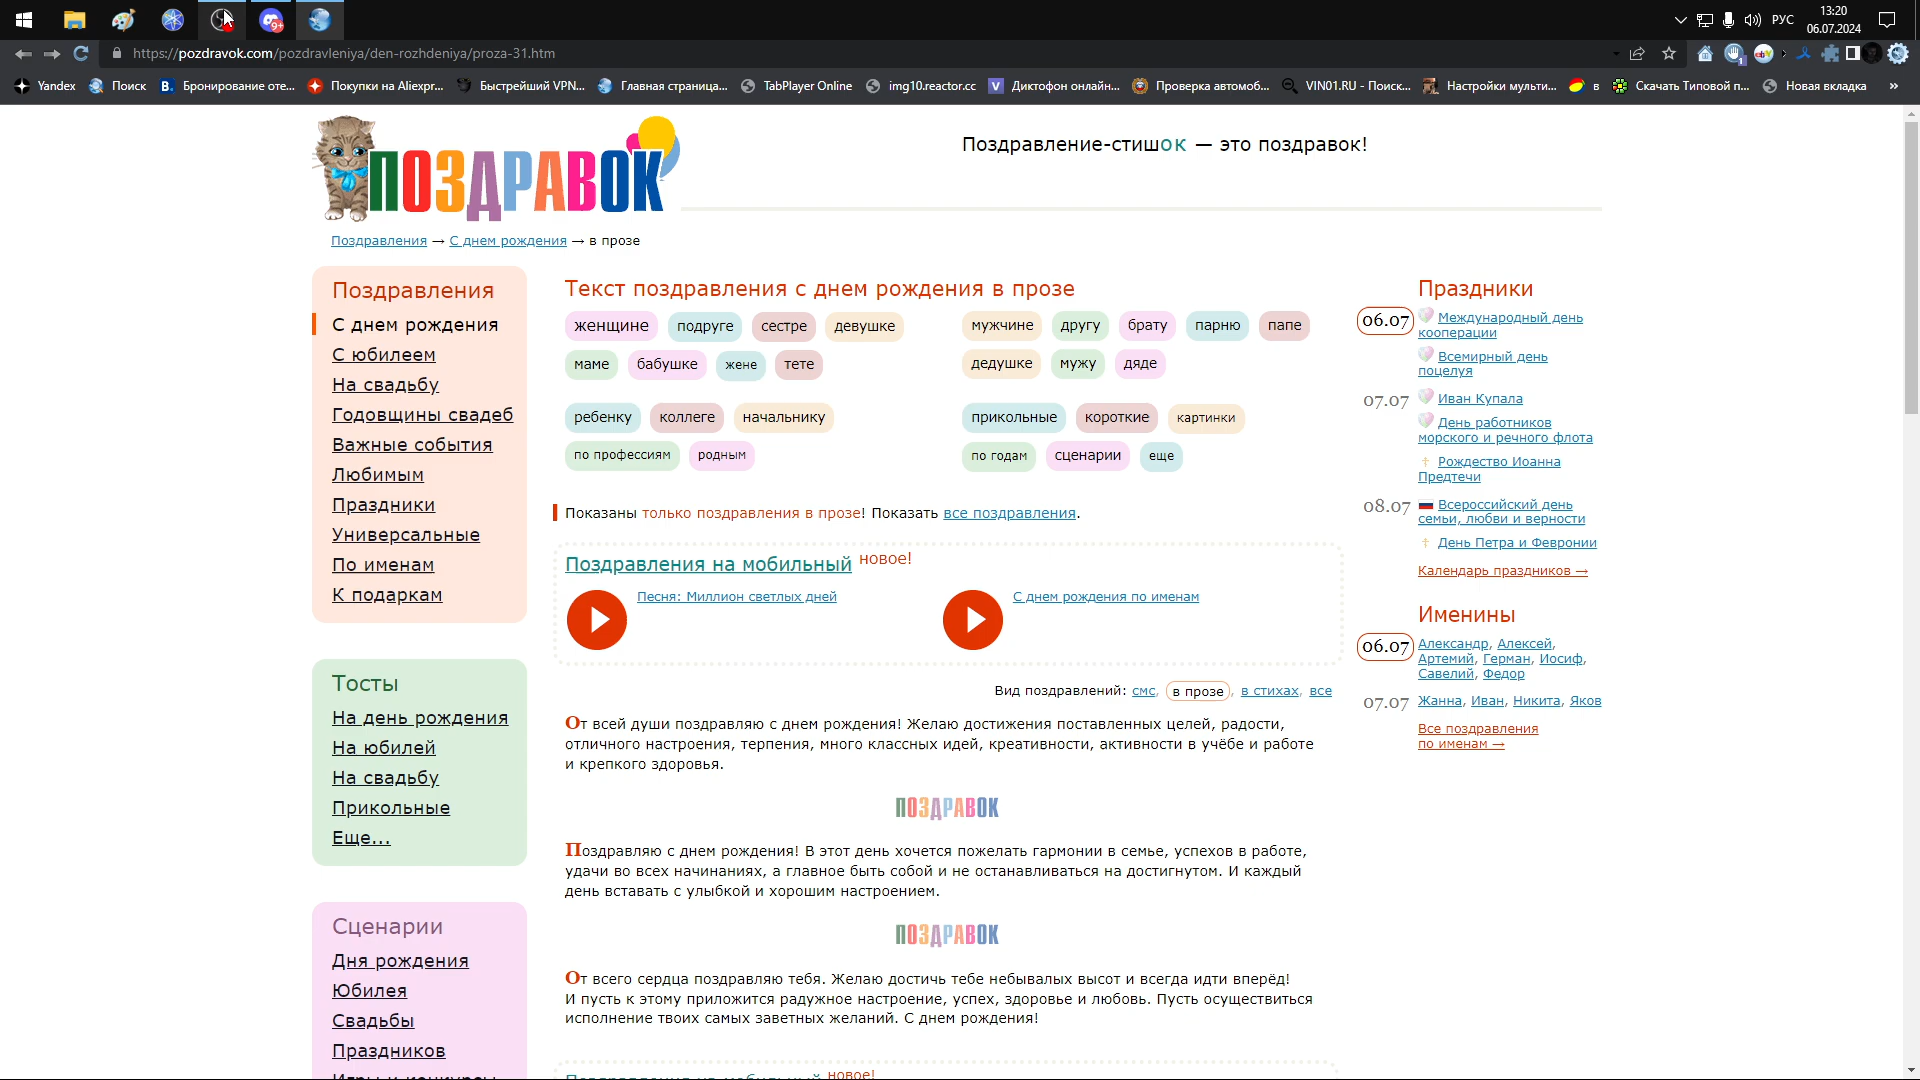 9+
РУС
13:20
06.07.2024
https://pozdravok.com/pozdravleniya/den-rozhdeniya/proza-31.htm
Yandex
Поиск
Бронирование оте...
Покупки на Aliexpr...
Быстрейший VPN...
Главная страница...
TabPlayer Online
img10.reactor.cc
Диктофон онлайн...
Проверка автомоб...
VIN01.RU - Поиск...
Настройки мульти...
в
Скачать Типовой п...
Новая вкладка
»
ПОЗДРАВОК
Поздравление-стишок — это поздравок!
Поздравления → С днем рождения → в прозе
Поздравления
С днем рождения
С юбилеем
На свадьбу
Годовщины свадеб
Важные события
Любимым
Праздники
Универсальные
По именам
К подаркам
Тосты
На день рождения
На юбилей
На свадьбу
Прикольные
Еще...
Сценарии
Дня рождения
Юбилея
Свадьбы
Праздников
Игры и конкурсы
Текст поздравления с днем рождения в прозе
женщине подруге сестре девушке
маме бабушке жене тете
мужчине другу брату парню папе
дедушке мужу дяде
ребенку коллеге начальнику
по профессиям родным
прикольные короткие картинки
по годам сценарии еще
Показаны только поздравления в прозе! Показать все поздравления.
Поздравления на мобильный новое!
Песня: Миллион светлых дней
С днем рождения по именам
Вид поздравлений: смс, в прозе, в стихах, все
От всей души поздравляю с днем рождения! Желаю достижения поставленных целей, радости,
отличного настроения, терпения, много классных идей, креативности, активности в учёбе и работе
и крепкого здоровья.
ПОЗДРАВОК
Поздравляю с днем рождения! В этот день хочется пожелать гармонии в семье, успехов в работе,
удачи во всех начинаниях, а главное быть собой и не останавливаться на достигнутом. И каждый
день вставать с улыбкой и хорошим настроением.
ПОЗДРАВОК
От всего сердца поздравляю тебя. Желаю достичь тебе небывалых высот и всегда идти вперёд!
И пусть к этому приложится радужное настроение, успех, здоровье и любовь. Пусть осуществиться
исполнение твоих самых заветных желаний. С днем рождения!
Поздравления на мобильный новое!
Праздники
06.07 Международный день
кооперации
Всемирный день
поцелуя
07.07 Иван Купала
День работников
морского и речного флота
Рождество Иоанна
Предтечи
08.07 Всероссийский день
семьи, любви и верности
День Петра и Февронии
Календарь праздников →
Именины
06.07 Александр, Алексей,
Артемий, Герман, Иосиф,
Савелий, Федор
07.07 Жанна, Иван, Никита, Яков
Все поздравления
по именам →